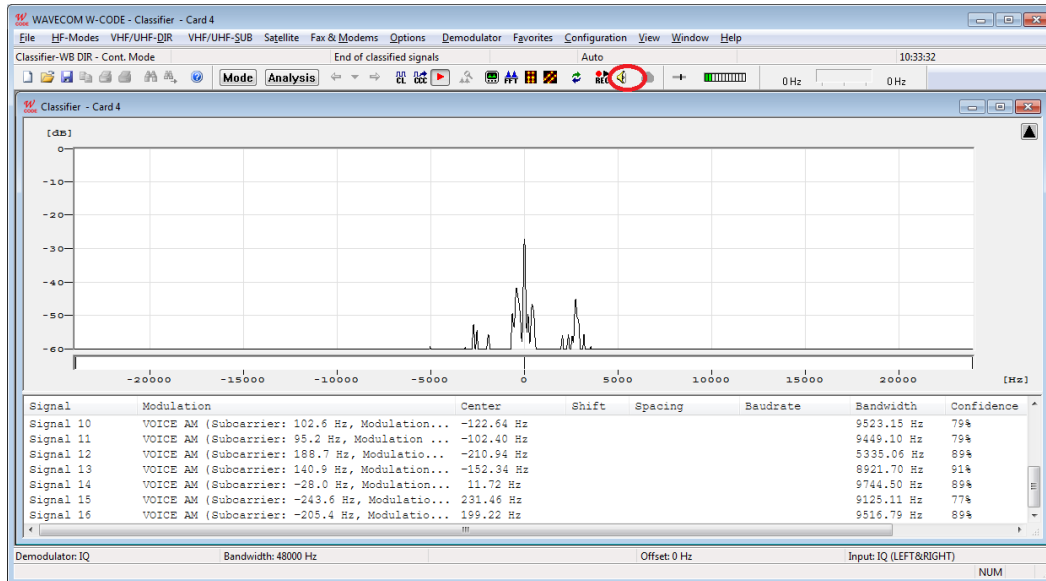 W CODE WAVECOM W-CODE - Classifier - Card 4
File HF-Modes VHF/UHF-DIR VHF/UHF-SUB Satellite Fax & Modems Options Demodulator Favorites Configuration View Window Help
Classifier-WB DIR - Cont. Mode End of classified signals Auto 10:33:32
Mode Analysis CL CCC FFT REC 0 Hz 0 Hz
W CODE Classifier - Card 4
[dB]
0
-10
-20
-30
-40
-50
-60
-20000 -15000 -10000 -5000 0 5000 10000 15000 20000 [Hz]
Signal Modulation Center Shift Spacing Baudrate Bandwidth Confidence
Signal 10 VOICE AM (Subcarrier: 102.6 Hz, Modulation... -122.64 Hz 9523.15 Hz 79%
Signal 11 VOICE AM (Subcarrier: 95.2 Hz, Modulation ... -102.40 Hz 9449.10 Hz 79%
Signal 12 VOICE AM (Subcarrier: 188.7 Hz, Modulatio... -210.94 Hz 5335.06 Hz 89%
Signal 13 VOICE AM (Subcarrier: 140.9 Hz, Modulation... -152.34 Hz 8921.70 Hz 91%
Signal 14 VOICE AM (Subcarrier: -28.0 Hz, Modulation... 11.72 Hz 9744.50 Hz 89%
Signal 15 VOICE AM (Subcarrier: -243.6 Hz, Modulatio... 231.46 Hz 9125.11 Hz 77%
Signal 16 VOICE AM (Subcarrier: -205.4 Hz, Modulatio... 199.22 Hz 9516.79 Hz 89%
Demodulator: IQ Bandwidth: 48000 Hz Offset: 0 Hz Input: IQ (LEFT&RIGHT)
NUM